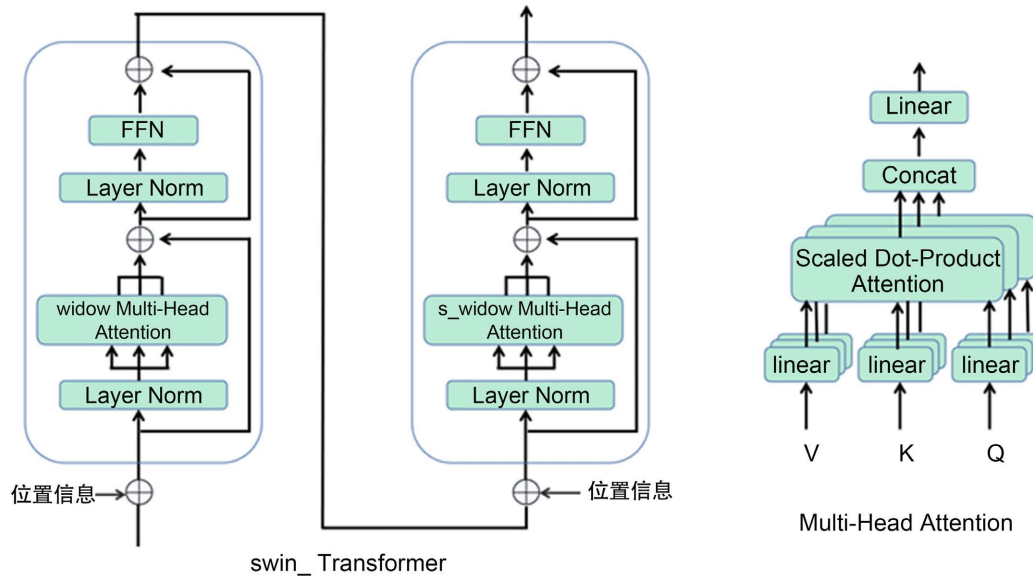 FFN
Layer Norm
widow Multi-Head
Attention
Layer Norm
位置信息
FFN
Layer Norm
s_widow Multi-Head
Attention
Layer Norm
位置信息
swin_ Transformer
Linear
Concat
Scaled Dot-Product
Attention
linear
linear
linear
V
K
Q
Multi-Head Attention